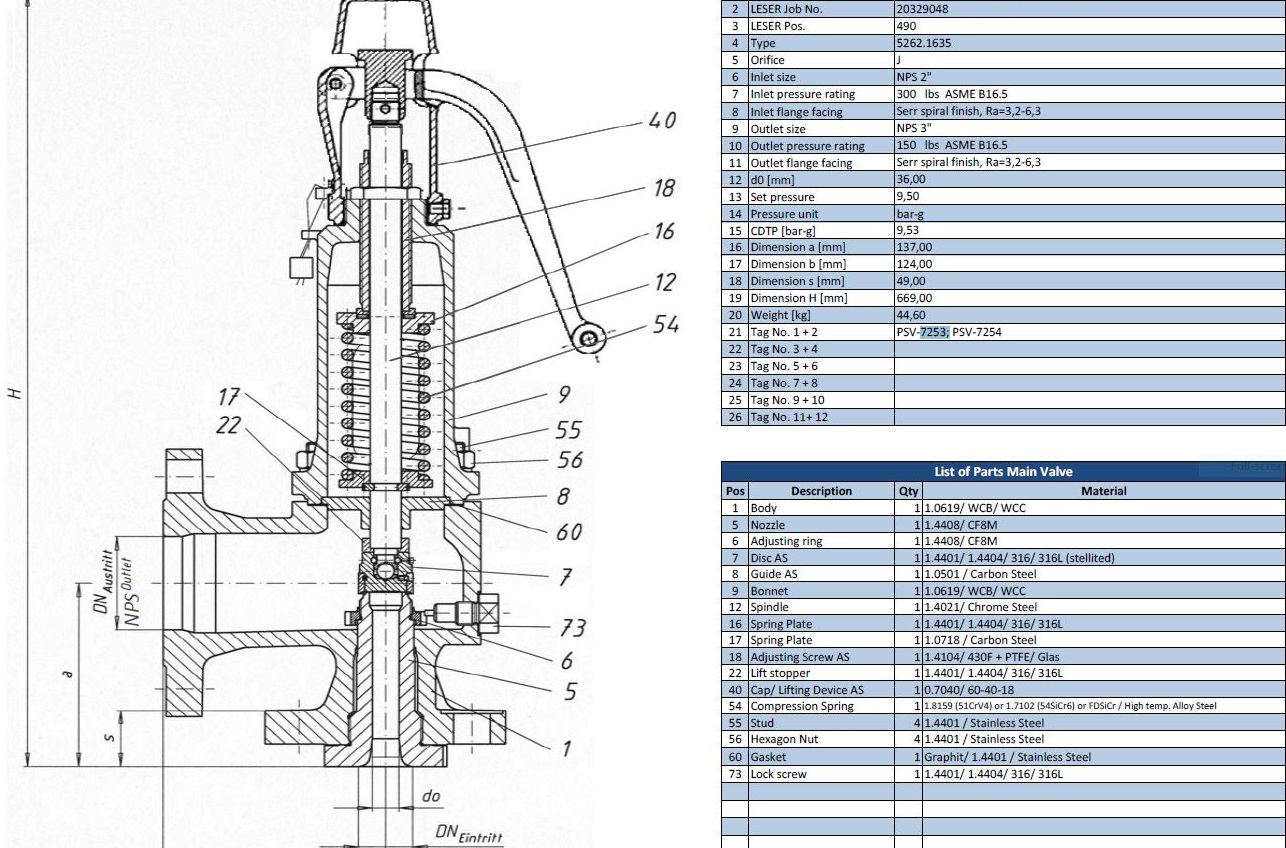 40
18
16
12
54
17
22
9
55
56
8
60
7
73
6
5
1
H
DN Austritt
NPS Outlet
a
s
do
DN Eintritt
2 LESER Job No. 20329048
3 LESER Pos. 490
4 Type 5262.1635
5 Orifice J
6 Inlet size NPS 2"
7 Inlet pressure rating 300 lbs ASME B16.5
8 Inlet flange facing Serr spiral finish, Ra=3,2-6,3
9 Outlet size NPS 3"
10 Outlet pressure rating 150 lbs ASME B16.5
11 Outlet flange facing Serr spiral finish, Ra=3,2-6,3
12 d0 [mm] 36,00
13 Set pressure 9,50
14 Pressure unit bar-g
15 CDTP [bar-g] 9,53
16 Dimension a [mm] 137,00
17 Dimension b [mm] 124,00
18 Dimension s [mm] 49,00
19 Dimension H [mm] 669,00
20 Weight [kg] 44,60
21 Tag No. 1 + 2 PSV-7253; PSV-7254
22 Tag No. 3 + 4
23 Tag No. 5 + 6
24 Tag No. 7 + 8
25 Tag No. 9 + 10
26 Tag No. 11+ 12
List of Parts Main Valve
Pos Description Qty Material
1 Body 1 1.0619/ WCB/ WCC
5 Nozzle 1 1.4408/ CF8M
6 Adjusting ring 1 1.4408/ CF8M
7 Disc AS 1 1.4401/ 1.4404/ 316/ 316L (stellited)
8 Guide AS 1 1.0501 / Carbon Steel
9 Bonnet 1 1.0619/ WCB/ WCC
12 Spindle 1 1.4021/ Chrome Steel
16 Spring Plate 1 1.4401/ 1.4404/ 316/ 316L
17 Spring Plate 1 1.0718 / Carbon Steel
18 Adjusting Screw AS 1 1.4104/ 430F + PTFE/ Glas
22 Lift stopper 1 1.4401/ 1.4404/ 316/ 316L
40 Cap/ Lifting Device AS 1 0.7040/ 60-40-18
54 Compression Spring 1 1.8159 (51CrV4) or 1.7102 (54SiCr6) or FDSiCr / High temp. Alloy Steel
55 Stud 4 1.4401 / Stainless Steel
56 Hexagon Nut 4 1.4401 / Stainless Steel
60 Gasket 1 Graphit/ 1.4401 / Stainless Steel
73 Lock screw 1 1.4401/ 1.4404/ 316/ 316L